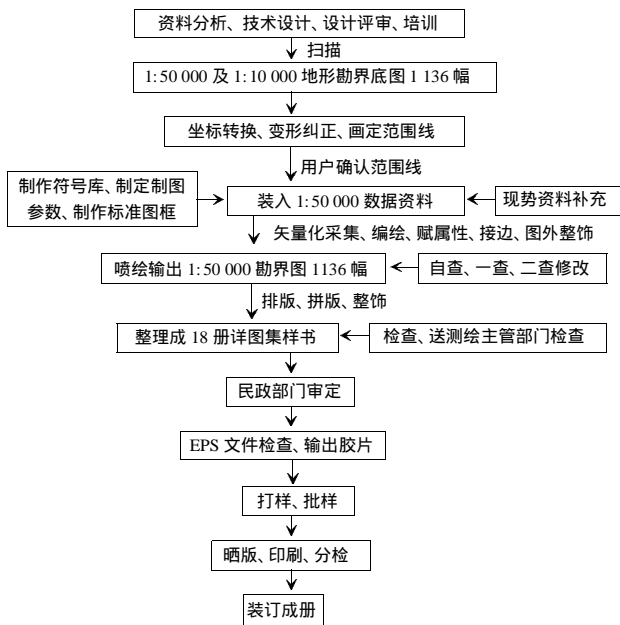 资料分析、技术设计、设计评审、培训
扫描
1:50 000 及 1:10 000 地形勘界底图 1 136 幅
坐标转换、变形纠正、画定范围线
用户确认范围线
制作符号库、制定制图
参数、制作标准图框
装入 1:50 000 数据资料
现势资料补充
矢量化采集、编绘、赋属性、接边、图外整饰
喷绘输出 1:50 000 勘界图 1136 幅
自查、一查、二查修改
排版、拼版、整饰
整理成 18 册详图集样书
检查、送测绘主管部门检查
民政部门审定
EPS 文件检查、输出胶片
打样、批样
晒版、印刷、分检
装订成册